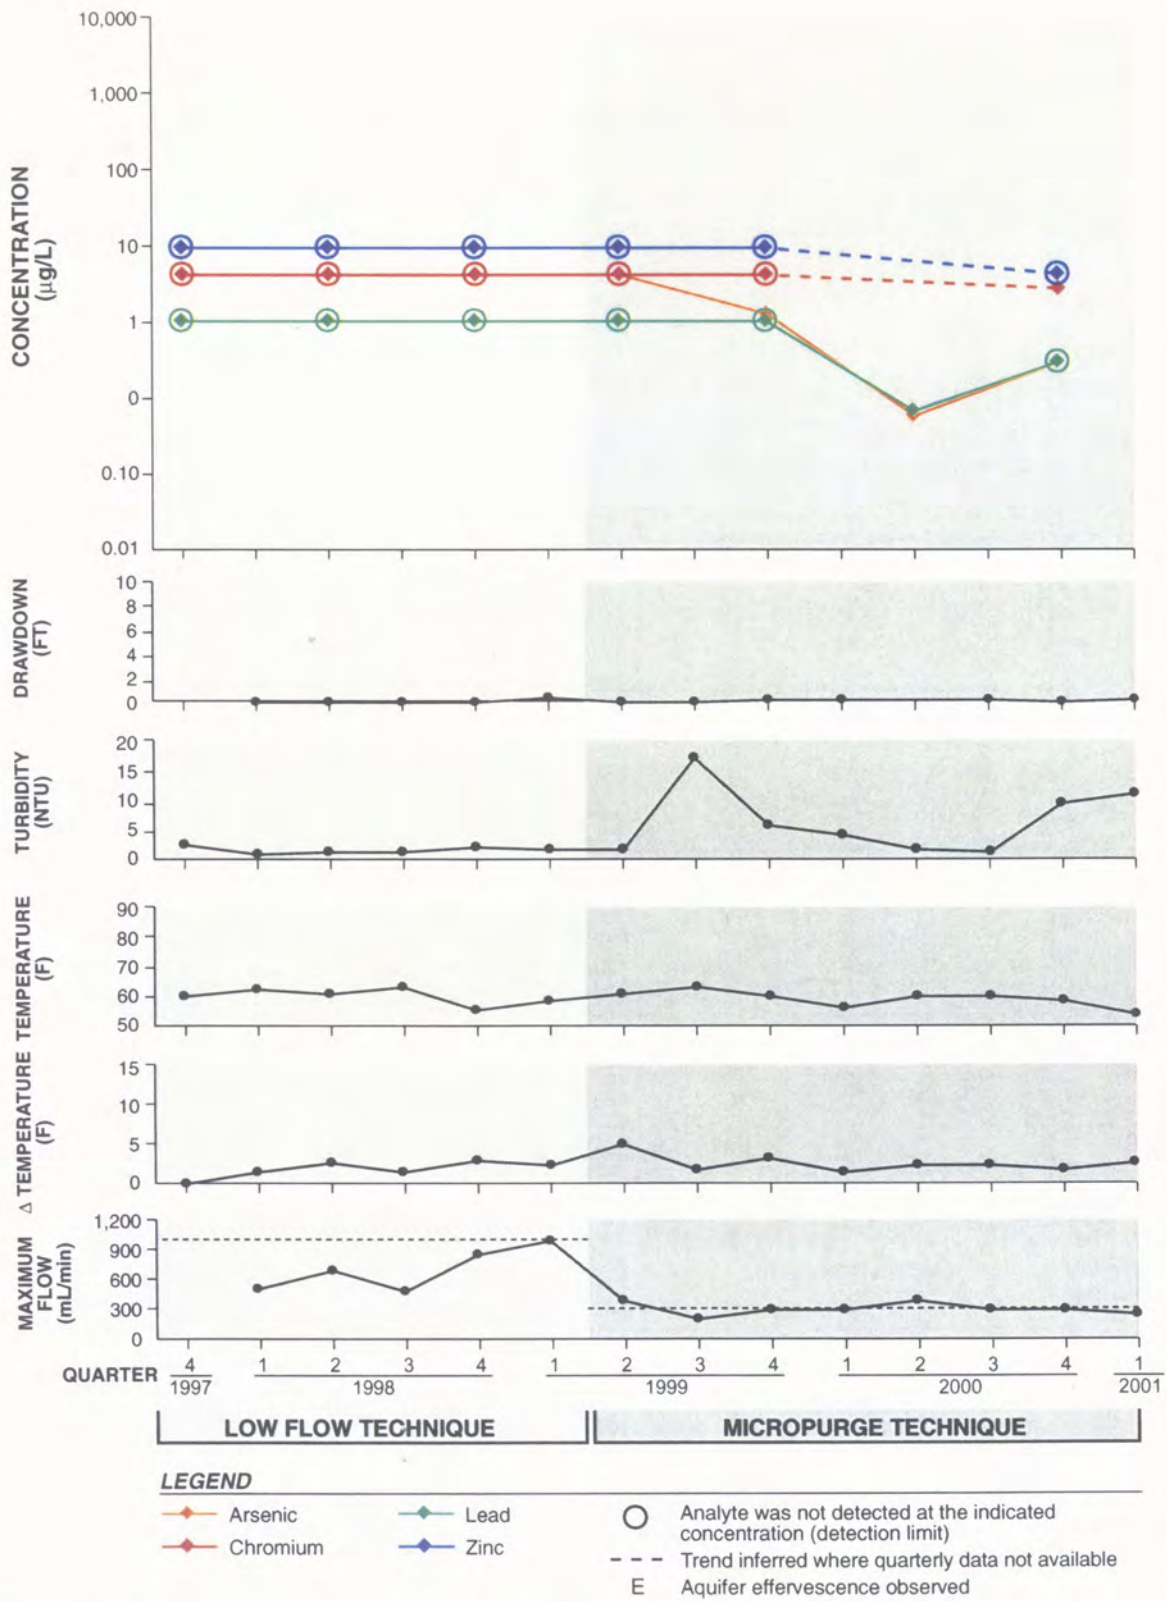 10,000
1,000
100
10
1
0
0.10
0.01
CONCENTRATION
(µg/L)
10
8
6
4
2
0
DRAWDOWN
(FT)
20
15
10
5
0
TURBIDITY
(NTU)
90
80
70
60
50
TEMPERATURE
(F)
15
10
5
0
Δ TEMPERATURE
(F)
1,200
900
600
300
0
MAXIMUM
FLOW
(mL/min)
QUARTER 4 1 2 3 4 1 2 3 4 1 2 3 4 1
1997 1998 1999 2000 2001
LOW FLOW TECHNIQUE MICROPURGE TECHNIQUE
LEGEND
Arsenic Lead
Chromium Zinc
Analyte was not detected at the indicated
concentration (detection limit)
Trend inferred where quarterly data not available
E Aquifer effervescence observed